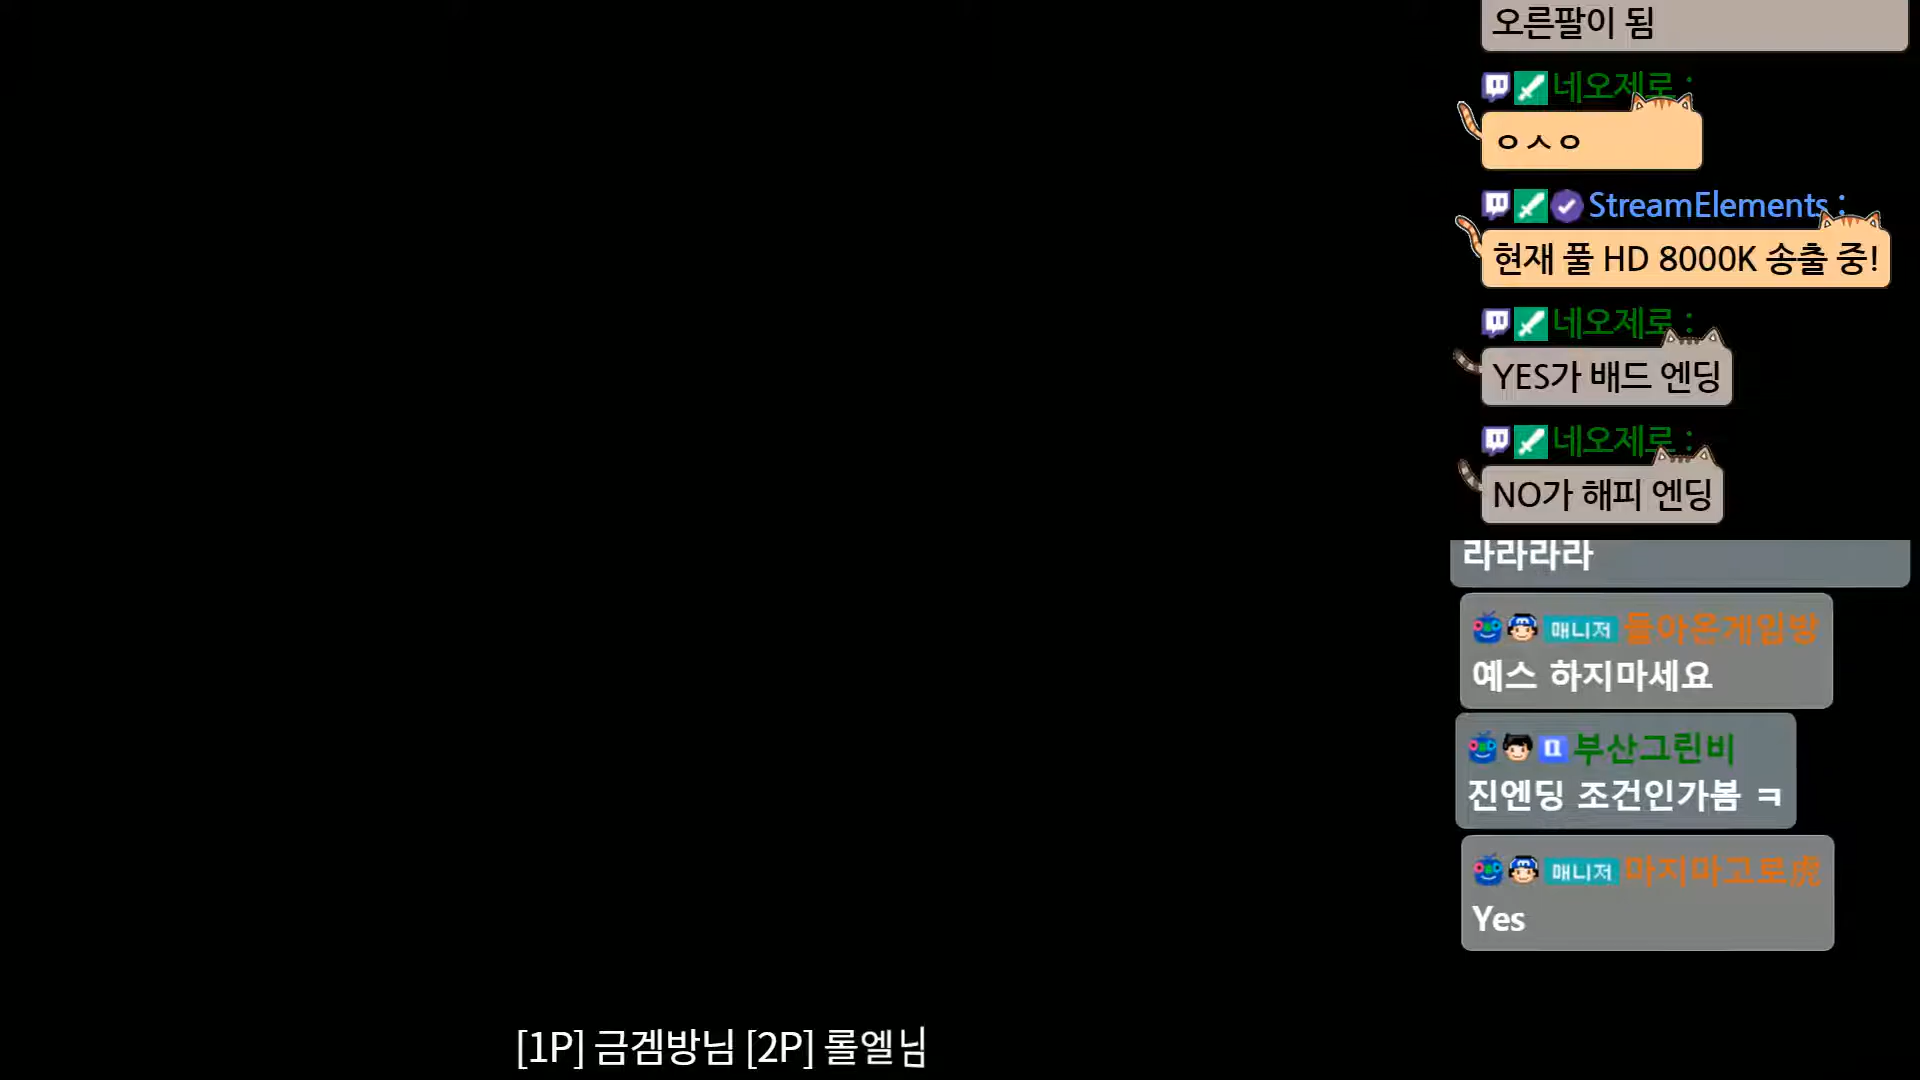 오른팔이 됨
네오제로 :
ㅇㅅㅇ
StreamElements :
현재 풀 HD 8000K 송출 중!
네오제로 :
YES가 배드 엔딩
네오제로 :
NO가 해피 엔딩
라라라라
매니저 돌아온게임방
예스 하지마세요
부산그린비
진엔딩 조건인가봄 ㅋ
매니저 마지마고로虎
Yes
[1P] 금겜방님 [2P] 롤엘님